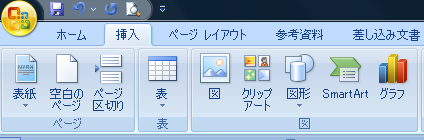 ホーム 挿入 ページ レイアウト 参考資料 差し込み文書
表紙 空白の ページ 表 図 クリップ 図形 SmartArt グラフ
ページ 区切り アート
ページ 表 図